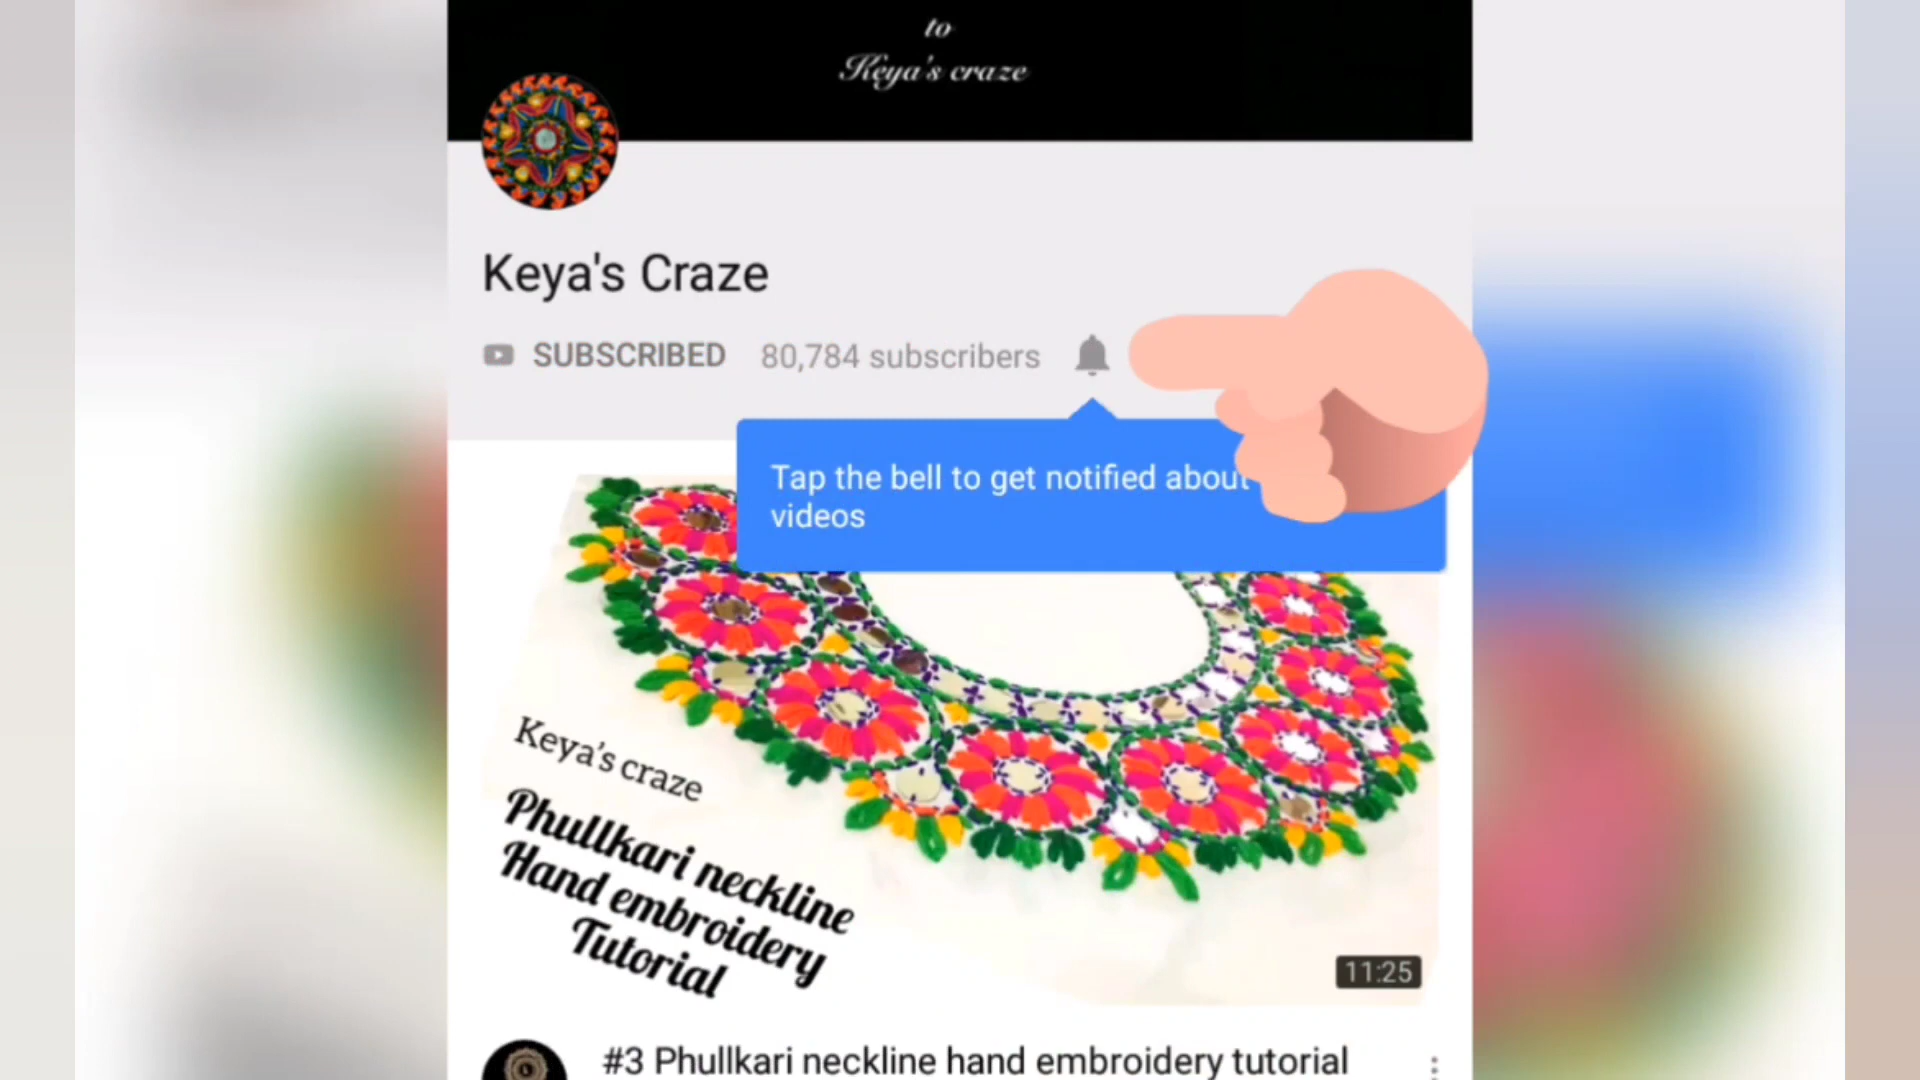 to
Keya's craze
Keya's Craze
SUBSCRIBED 80,784 subscribers
Tap the bell to get notified about
videos
Keya's craze
Phullkari neckline
Hand embroidery
Tutorial
11:25
#3 Phullkari neckline hand embroidery tutorial